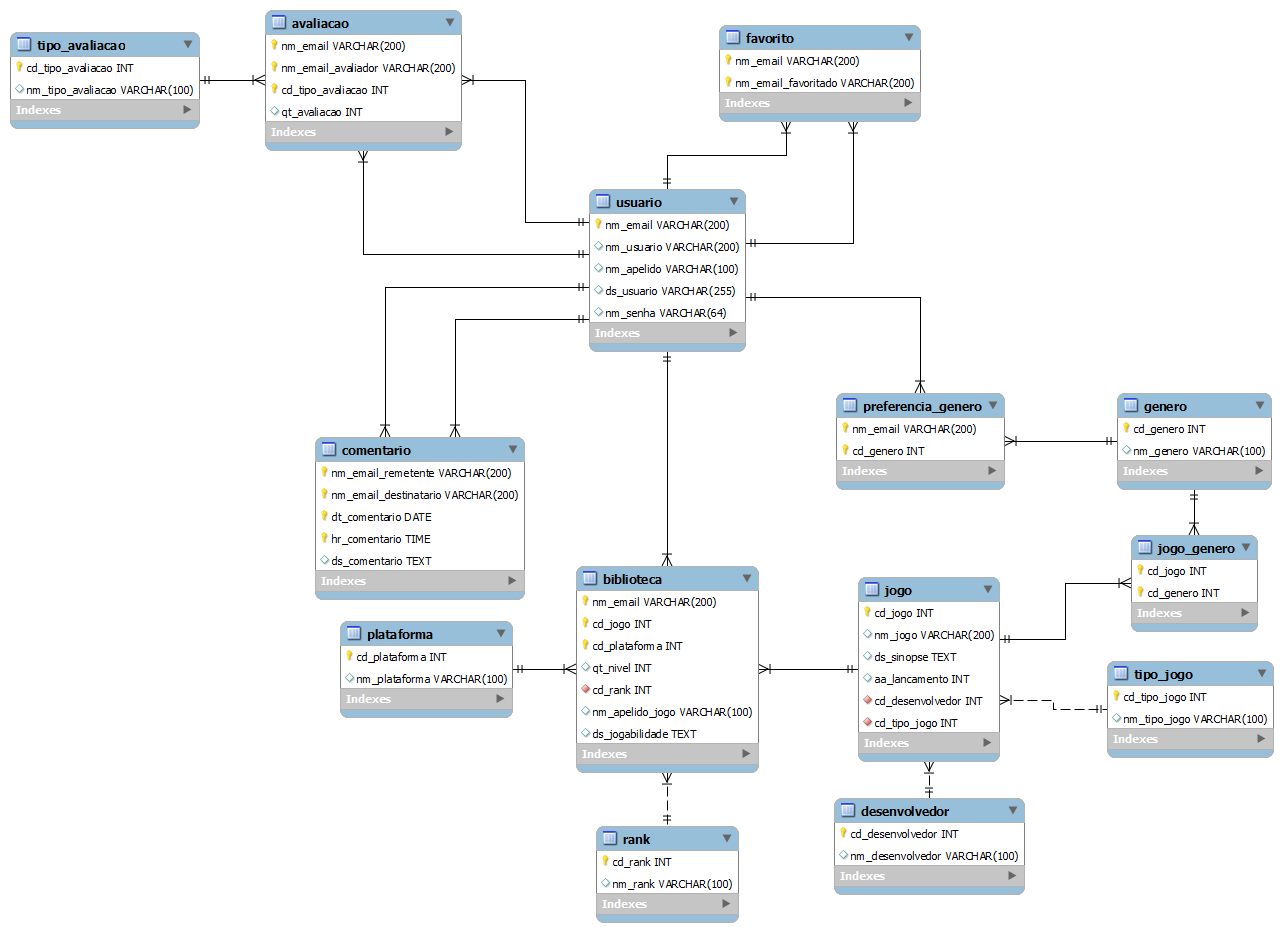 tipo_avaliacao
cd_tipo_avaliacao INT
nm_tipo_avaliacao VARCHAR(100)
Indexes
avaliacao
nm_email VARCHAR(200)
nm_email_avaliador VARCHAR(200)
cd_tipo_avaliacao INT
qt_avaliacao INT
Indexes
favorito
nm_email VARCHAR(200)
nm_email_favoritado VARCHAR(200)
Indexes
usuario
nm_email VARCHAR(200)
nm_usuario VARCHAR(200)
nm_apelido VARCHAR(100)
ds_usuario VARCHAR(255)
nm_senha VARCHAR(64)
Indexes
preferencia_genero
nm_email VARCHAR(200)
cd_genero INT
Indexes
genero
cd_genero INT
nm_genero VARCHAR(100)
Indexes
comentario
nm_email_remetente VARCHAR(200)
nm_email_destinatario VARCHAR(200)
dt_comentario DATE
hr_comentario TIME
ds_comentario TEXT
Indexes
jogo_genero
cd_jogo INT
cd_genero INT
Indexes
biblioteca
nm_email VARCHAR(200)
cd_jogo INT
cd_plataforma INT
qt_nivel INT
cd_rank INT
nm_apelido_jogo VARCHAR(100)
ds_jogabilidade TEXT
Indexes
jogo
cd_jogo INT
nm_jogo VARCHAR(200)
ds_sinopse TEXT
aa_lancamento INT
cd_desenvolvedor INT
cd_tipo_jogo INT
Indexes
plataforma
cd_plataforma INT
nm_plataforma VARCHAR(100)
Indexes
tipo_jogo
cd_tipo_jogo INT
nm_tipo_jogo VARCHAR(100)
Indexes
desenvolvedor
cd_desenvolvedor INT
nm_desenvolvedor VARCHAR(100)
Indexes
rank
cd_rank INT
nm_rank VARCHAR(100)
Indexes